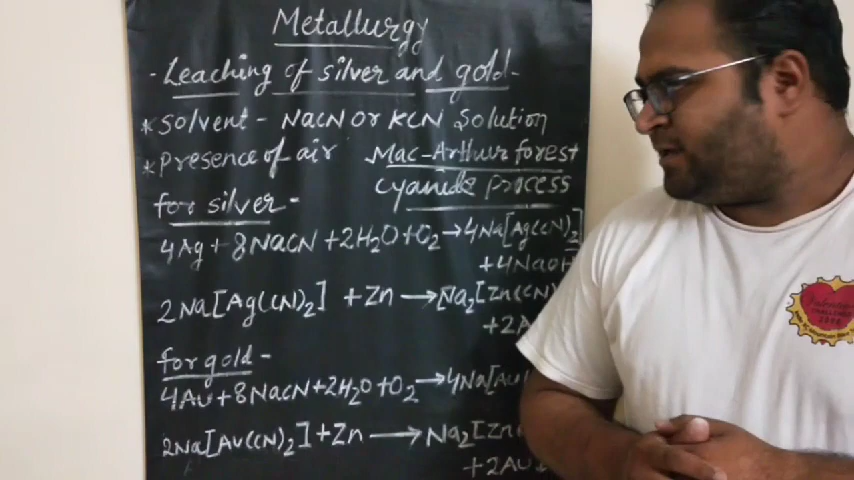 Metallurgy
- Leaching of silver and gold -
* Solvent - NaCN or KCN Solution
* Presence of air Mac-Arthur forest
cyanide process
for silver -
4Ag + 8NaCN + 2H2O + O2 → 4Na[Ag(CN)2]
+ 4NaOH
2Na[Ag(CN)2] + Zn → Na2[Zn(CN)
+ 2A
for gold -
4Au + 8NaCN + 2H2O + O2 → 4Na[Au(
2Na[Au(CN)2] + Zn → Na2[Zn(
+ 2Au